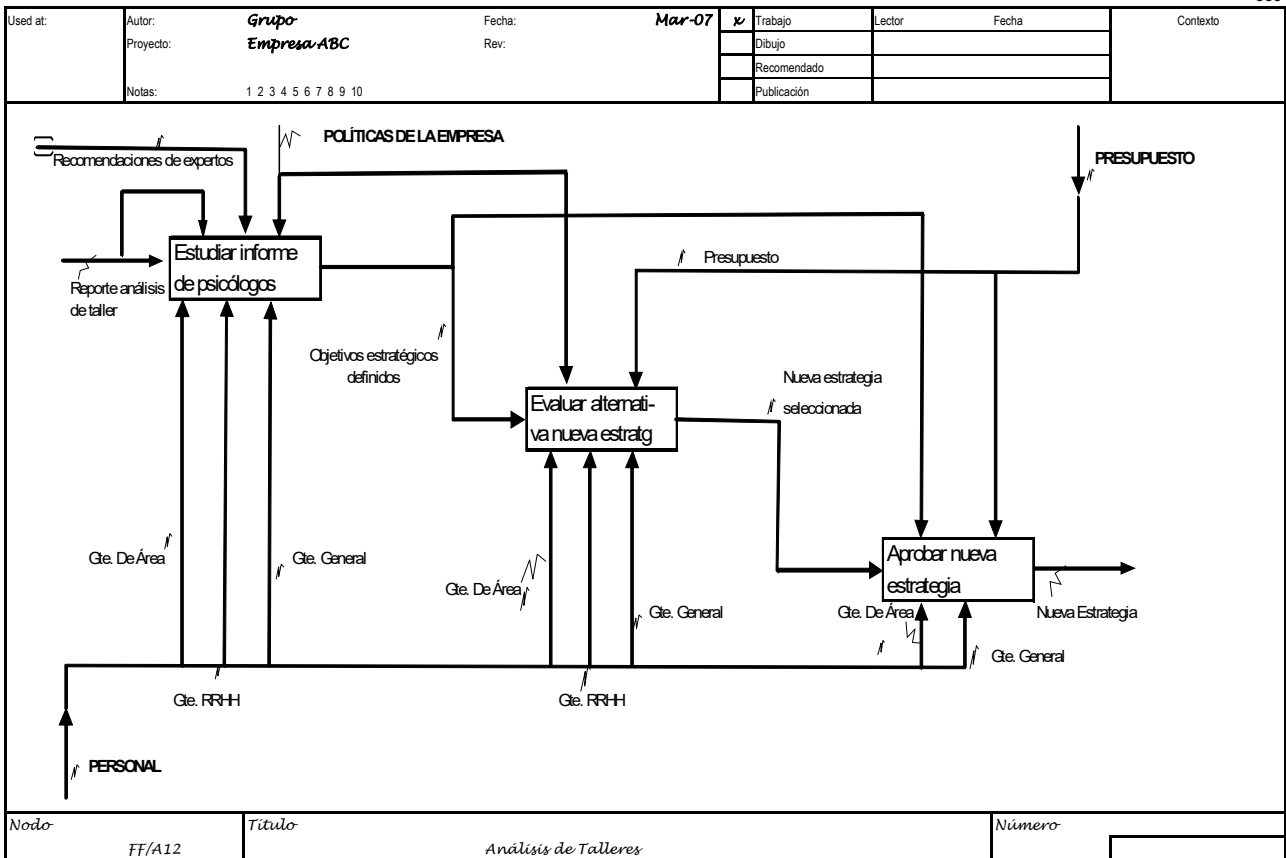 Used at:
Autor: Grupo Fecha: Mar-07 x Trabajo Lector Fecha Contexto
Proyecto: Empresa ABC Rev: Dibujo
Recomendado
Notas: 1 2 3 4 5 6 7 8 9 10 Publicación
POLÍTICAS DE LA EMPRESA
Recomendaciones de expertos
PRESUPUESTO
Estudiar informe
de psicólogos
Presupuesto
Reporte análisis
de taller
Objetivos estratégicos
definidos
Nueva estrategia
seleccionada
Evaluar alternati-
va nueva estratg
Gte. De Área
Gte. General
Gte. De Área
Gte. General
Aprobar nueva
estrategia
Gte. De Área
Nueva Estrategia
Gte. General
Gte. RRHH
Gte. RRHH
PERSONAL
Nodo Título Número
FF/A12 Análisis de Talleres